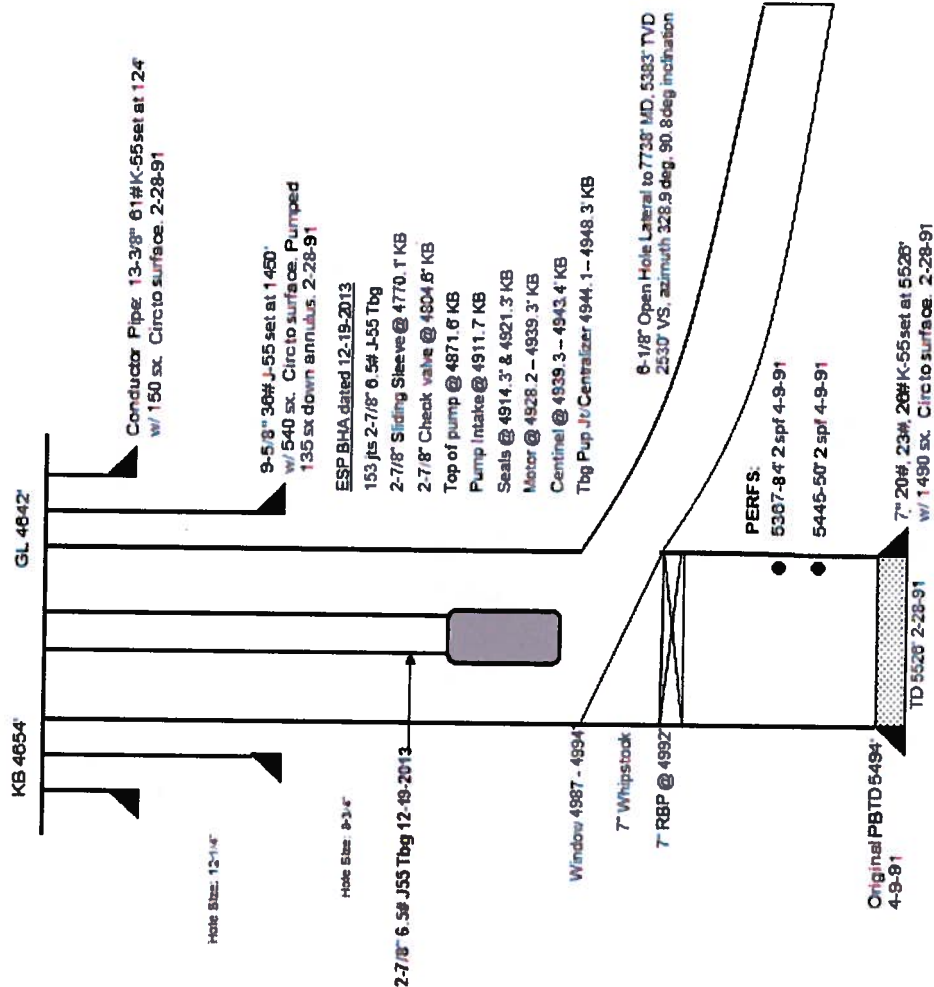 KB 4654'
GL 4642'
Conductor Pipe: 13-3/8" 61# K-55 set at 124'
w/ 150 sx. Circ to surface. 2-28-91
Hole Size: 12-1/4"
9-5/8" 36# J-55 set at 1460'
w/ 540 sx. Circ to surface. Pumped
135 sx down annulus. 2-28-91
Hole Size: 8-3/4"
ESP BHA dated 12-19-2013
153 jts 2-7/8" 6.5# J-55 Tbg
2-7/8" Sliding Sleeve @ 4770.1' KB
2-7/8" Check valve @ 4804.6' KB
Top of pump @ 4871.6' KB
Pump Intake @ 4911.7' KB
Seals @ 4914.3' & 4921.3' KB
Motor @ 4928.2 – 4939.3' KB
Centinel @ 4939.3 – 4943.4' KB
Tbg Pup Jt/Centralizer 4944.1 – 4948.3' KB
2-7/8" 6.5# J55 Tbg 12-19-2013
6-1/8" Open Hole Lateral to 7738' MD, 5383' TVD
2530' VS, azimuth 328.9 deg, 90.8 deg inclination
Window 4987 - 4994'
7" Whipstock
7" RBP @ 4992'
PERFS:
5367-84' 2 spf 4-9-91
5445-50' 2 spf 4-9-91
Original PBTD 5494'
4-9-91
7" 20#, 23#, 26# K-55 set at 5526'
w/ 1490 sx. Circ to surface. 2-28-91
TD 5526' 2-28-91